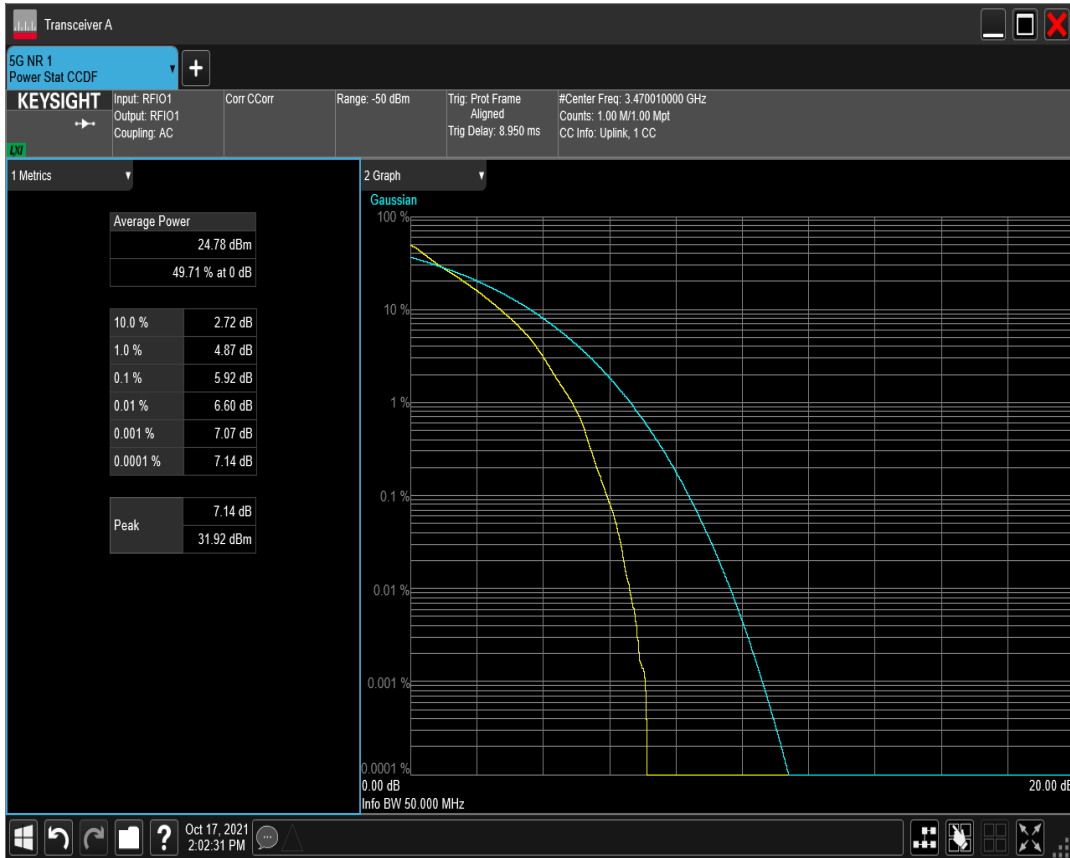 Transceiver A
5G NR 1
Power Stat CCDF
KEYSIGHT
LXI
Input: RFIO1
Output: RFIO1
Coupling: AC
Corr CCorr
Range: -50 dBm
Trig: Prot Frame
Aligned
Trig Delay: 8.950 ms
#Center Freq: 3.470010000 GHz
Counts: 1.00 M/1.00 Mpt
CC Info: Uplink, 1 CC
1 Metrics
Average Power
24.78 dBm
49.71 % at 0 dB
10.0 % 2.72 dB
1.0 % 4.87 dB
0.1 % 5.92 dB
0.01 % 6.60 dB
0.001 % 7.07 dB
0.0001 % 7.14 dB
Peak 7.14 dB
31.92 dBm
2 Graph
Gaussian
100 %
10 %
1 %
0.1 %
0.01 %
0.001 %
0.0001 %
0.00 dB 20.00 dB
Info BW 50.000 MHz
? Oct 17, 2021
2:02:31 PM